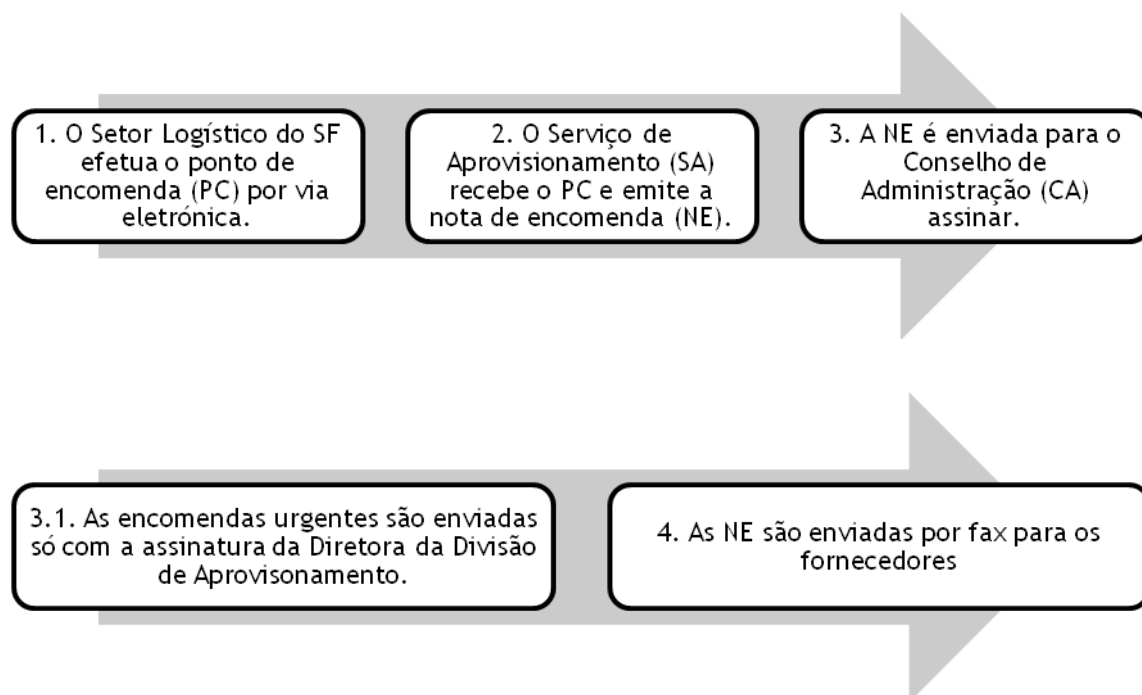 1. O Setor Logístico do SF
efetua o ponto de
encomenda (PC) por via
eletrónica.
2. O Serviço de
Aprovisionamento (SA)
recebe o PC e emite a
nota de encomenda (NE).
3. A NE é enviada para o
Conselho de
Administração (CA)
assinar.
3.1. As encomendas urgentes são enviadas
só com a assinatura da Diretora da Divisão
de Aprovisonamento.
4. As NE são enviadas por fax para os
fornecedores